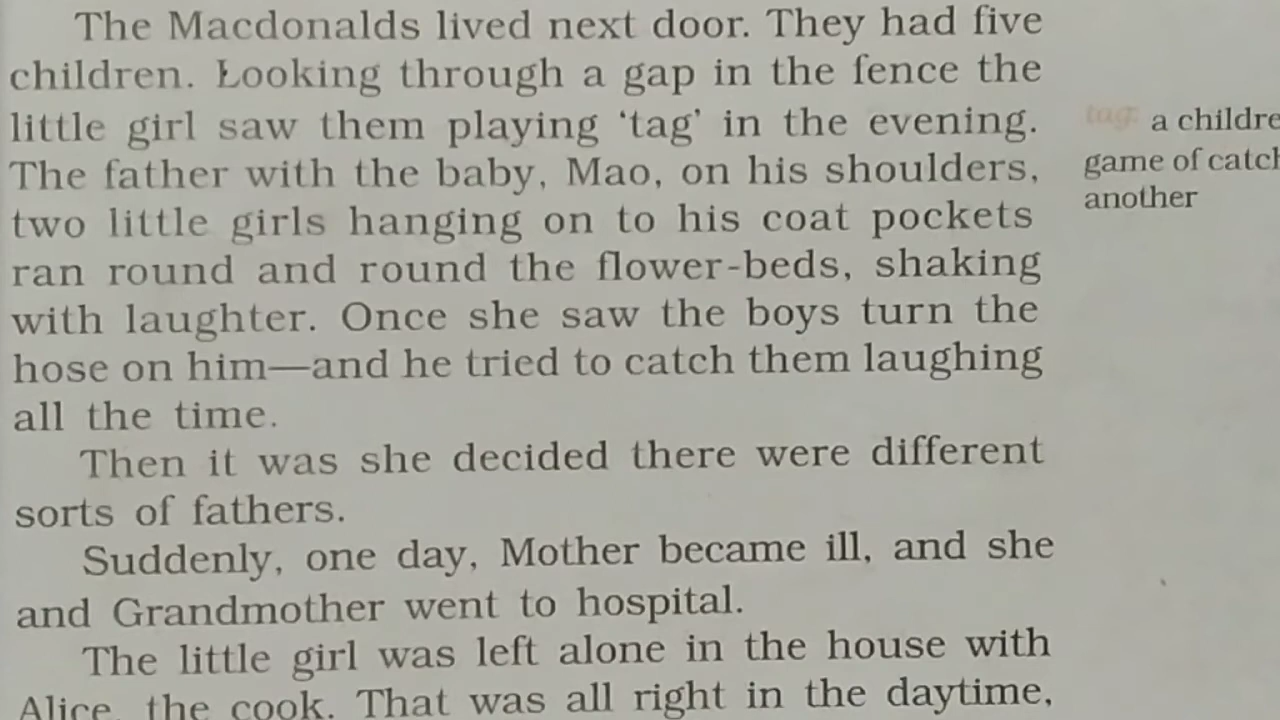 The Macdonalds lived next door. They had five
children. Looking through a gap in the fence the
little girl saw them playing ‘tag’ in the evening.
The father with the baby, Mao, on his shoulders,
two little girls hanging on to his coat pockets
ran round and round the flower-beds, shaking
with laughter. Once she saw the boys turn the
hose on him—and he tried to catch them laughing
all the time.
Then it was she decided there were different
sorts of fathers.
Suddenly, one day, Mother became ill, and she
and Grandmother went to hospital.
The little girl was left alone in the house with
Alice, the cook. That was all right in the daytime,
tag: a childre
game of catch
another